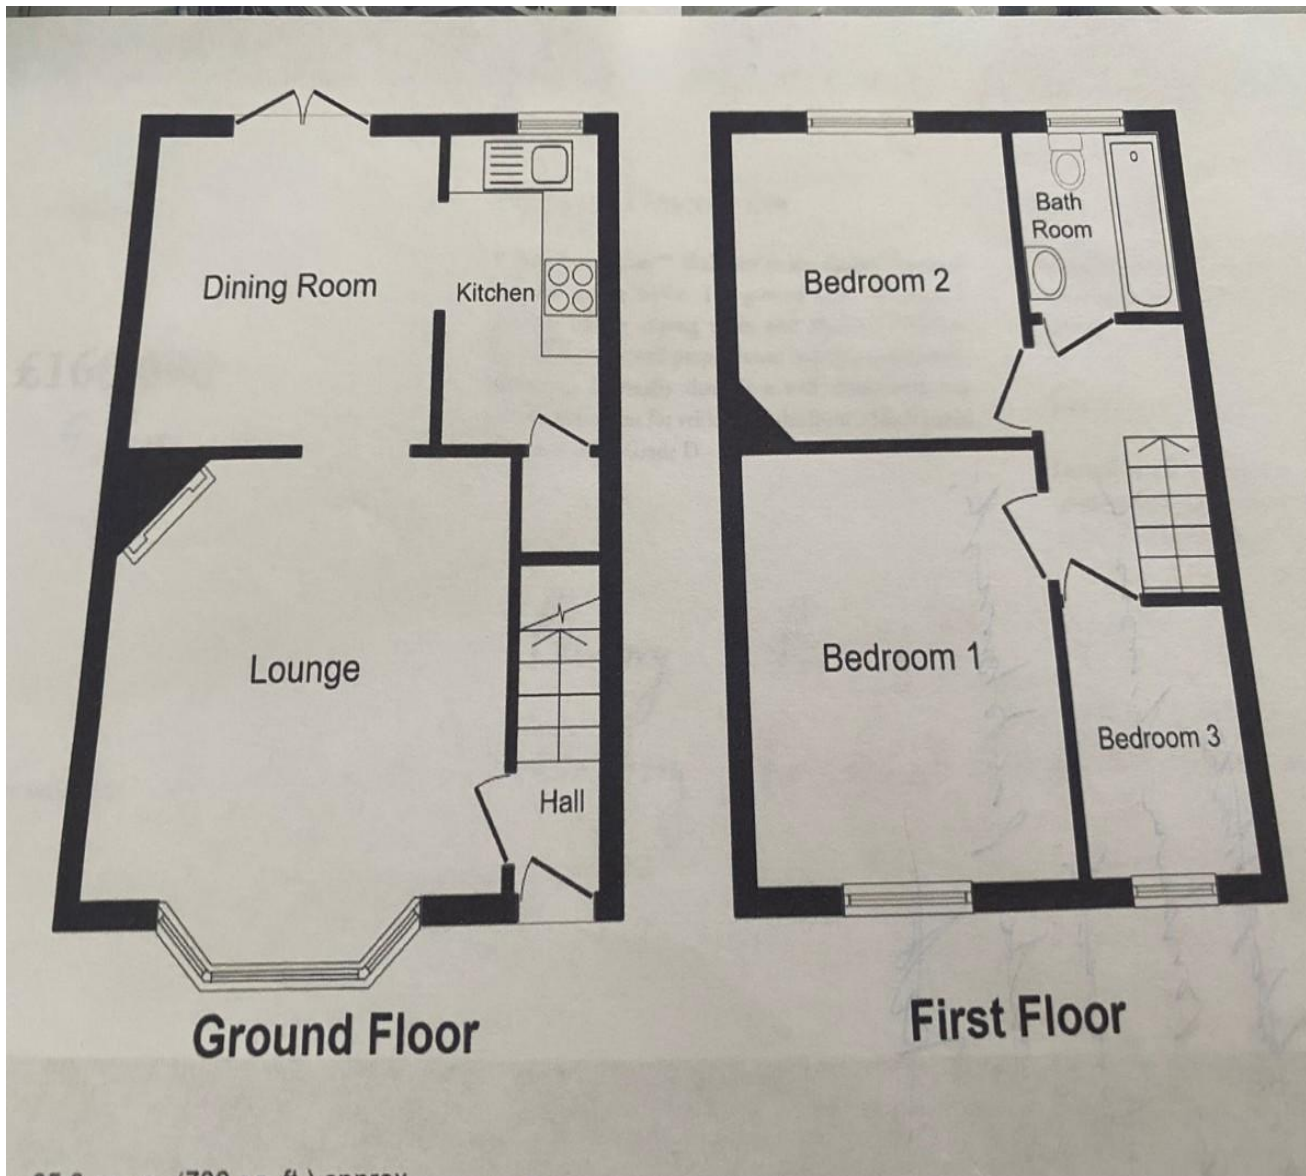 Dining Room
Kitchen
Lounge
Hall
Ground Floor
Bedroom 2
Bath
Room
Bedroom 1
Bedroom 3
First Floor